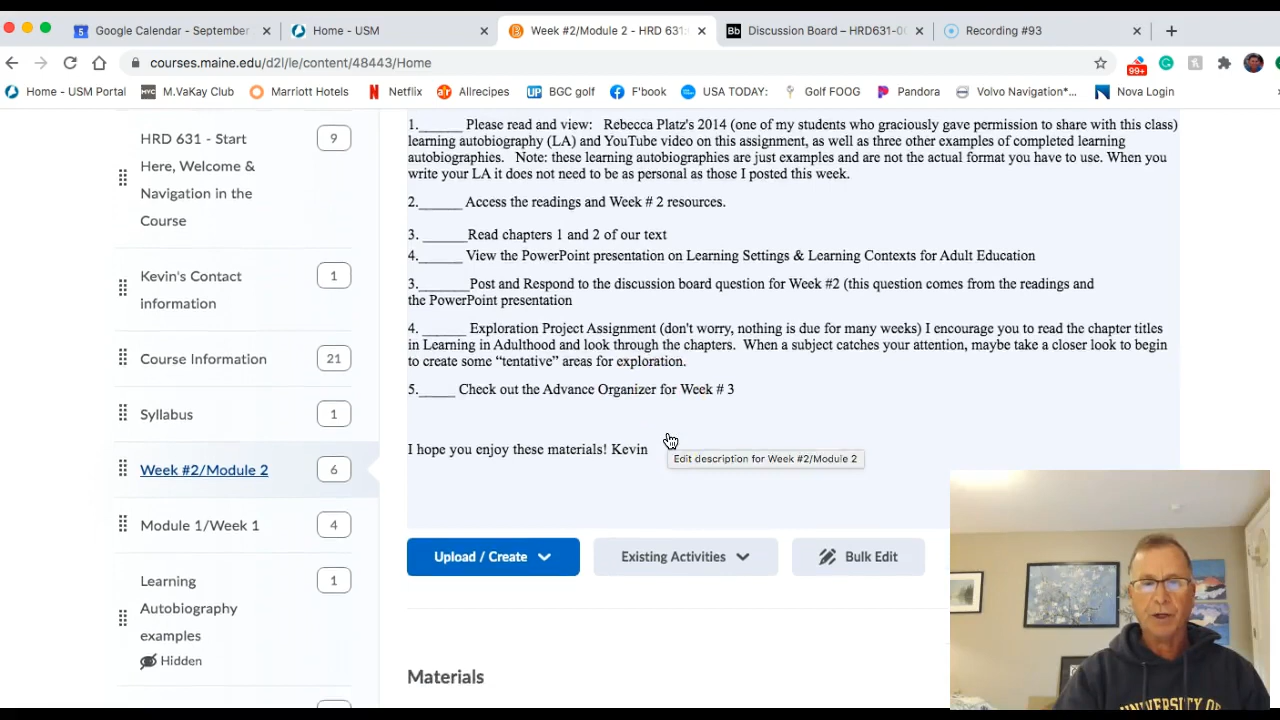 Google Calendar - September
Home - USM
Week #2/Module 2 - HRD 631:
Bb
Discussion Board – HRD631-00
Recording #93
courses.maine.edu/d2l/le/content/48443/Home
99+
N
Home - USM Portal
MYC
M.VaKay Club
Marriott Hotels
Netflix
ar
Allrecipes
UP
BGC golf
F'book
USA TODAY:
Golf FOOG
Pandora
Volvo Navigation*...
Nova Login
HRD 631 - Start
Here, Welcome &
Navigation in the
Course
9
Kevin's Contact
information
1
Course Information
21
Syllabus
1
Week #2/Module 2
6
Module 1/Week 1
4
Learning
Autobiography
examples
1
Hidden
1.______ Please read and view: Rebecca Platz's 2014 (one of my students who graciously gave permission to share with this class)
learning autobiography (LA) and YouTube video on this assignment, as well as three other examples of completed learning
autobiographies. Note: these learning autobiographies are just examples and are not the actual format you have to use. When you
write your LA it does not need to be as personal as those I posted this week.
2.______ Access the readings and Week # 2 resources.
3. ______Read chapters 1 and 2 of our text
4.______ View the PowerPoint presentation on Learning Settings & Learning Contexts for Adult Education
3._______Post and Respond to the discussion board question for Week #2 (this question comes from the readings and
the PowerPoint presentation
4. ______ Exploration Project Assignment (don't worry, nothing is due for many weeks) I encourage you to read the chapter titles
in Learning in Adulthood and look through the chapters. When a subject catches your attention, maybe take a closer look to begin
to create some “tentative” areas for exploration.
5._____ Check out the Advance Organizer for Week # 3
I hope you enjoy these materials! Kevin
Edit description for Week #2/Module 2
Upload / Create
Existing Activities
Bulk Edit
Materials
UNIVERSITY OF